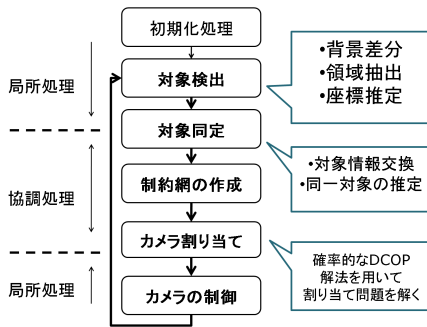 初期化処理
対象検出
対象同定
制約網の作成
カメラ割り当て
カメラの制御
局所処理
協調処理
局所処理
•背景差分
•領域抽出
•座標推定
•対象情報交換
•同一対象の推定
確率的なDCOP
解法を用いて
割り当て問題を解く